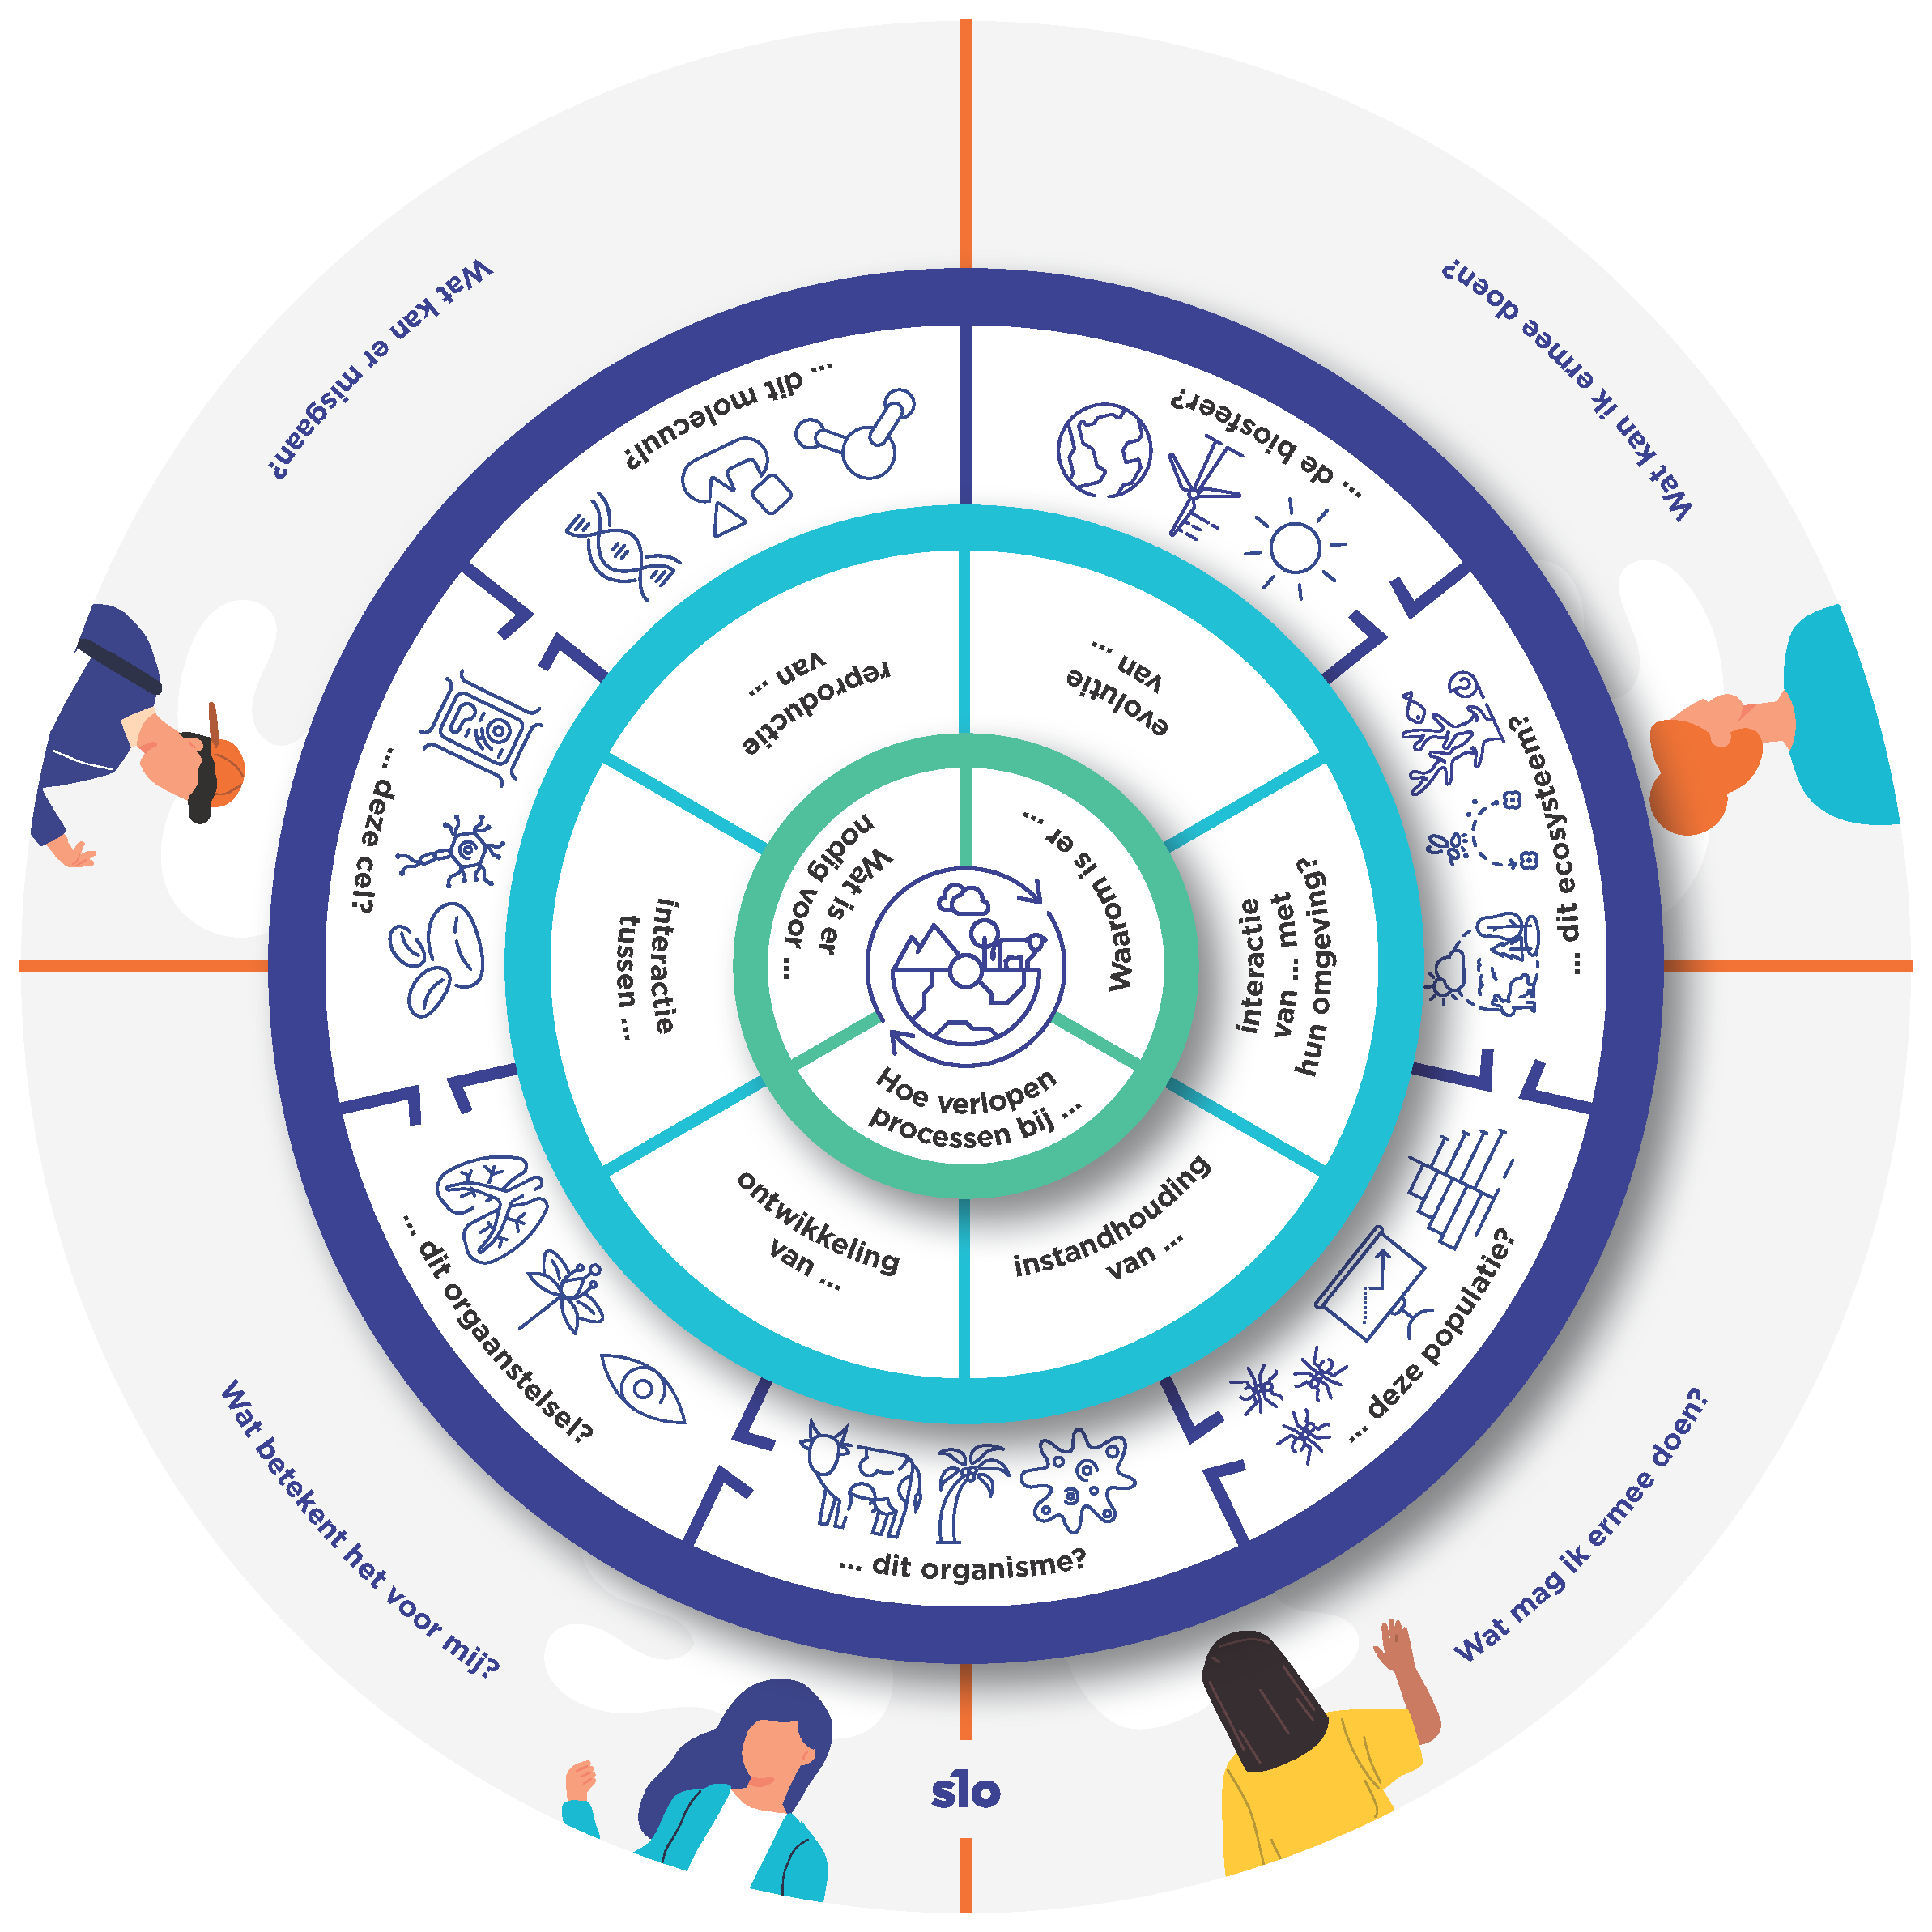 Wat kan er misgaan?
Wat kan ik ermee doen?
Wat mag ik ermee doen?
Wat betekent het voor mij?
... dit molecuul?
... de biosfeer?
... dit ecosysteem?
... deze populatie?
... dit organisme?
... dit orgaanstelsel?
... deze cel?
reproductie
van ...
evolutie
van ...
interactie
van ... met
hun omgeving?
instandhouding
van ...
ontwikkeling
van ...
interactie
tussen ...
Wat is er
nodig voor ...
Waarom is er ...
Hoe verlopen
processen bij ...
slo